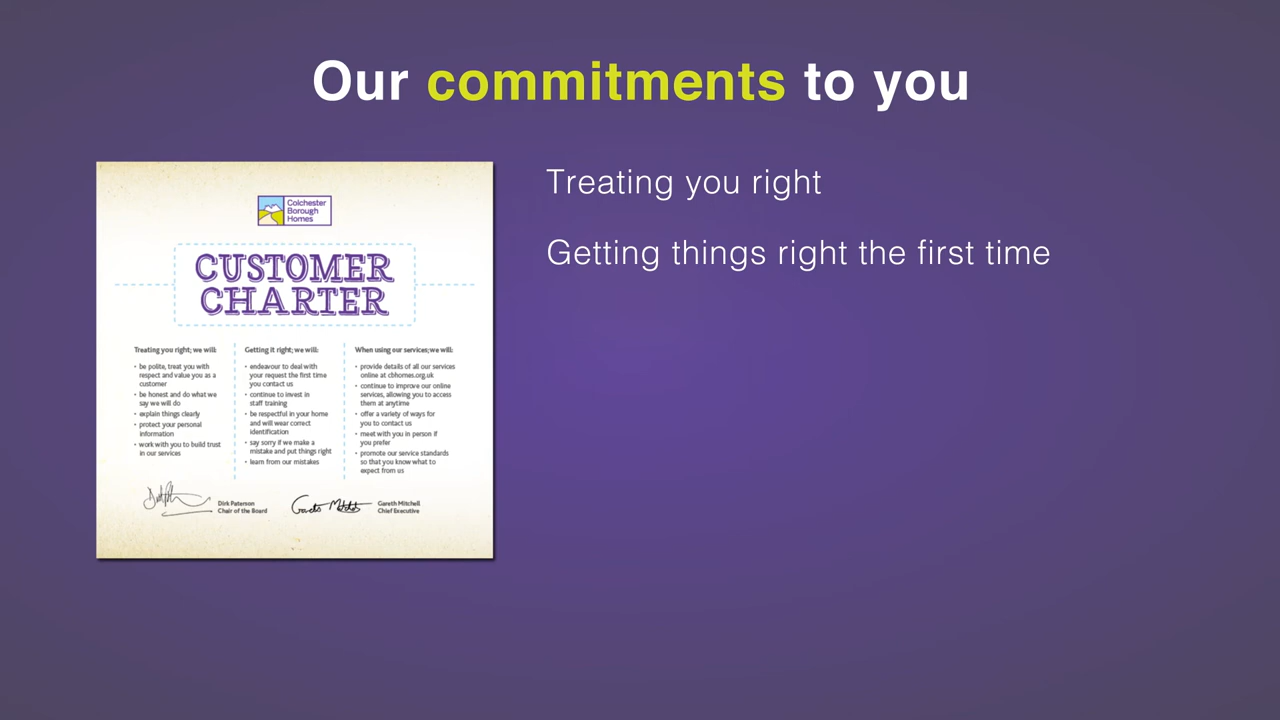 Our commitments to you
Treating you right
Getting things right the first time
Colchester
Borough
Homes
CUSTOMER
CHARTER
Treating you right; we will:
• be polite, treat you with
respect and value you as a
customer
• be honest and do what we
say we will do
• explain things clearly
• protect your personal
information
• work with you to build trust
in our services
Getting it right; we will:
• endeavour to deal with
your request the first time
you contact us
• continue to invest in
staff training
• be respectful in your home
and will wear correct
identification
• say sorry if we make a
mistake and put things right
• learn from our mistakes
When using our services; we will:
• provide details of all our services
online at cbhomes.org.uk
• continue to improve our online
services, allowing you to access
them at anytime
• offer a variety of ways for
you to contact us
• meet with you in person if
you prefer
• promote our service standards
so that you know what to
expect from us
Dirk Paterson
Chair of the Board
Gareth Mitchell
Gareth Mitchell
Chief Executive